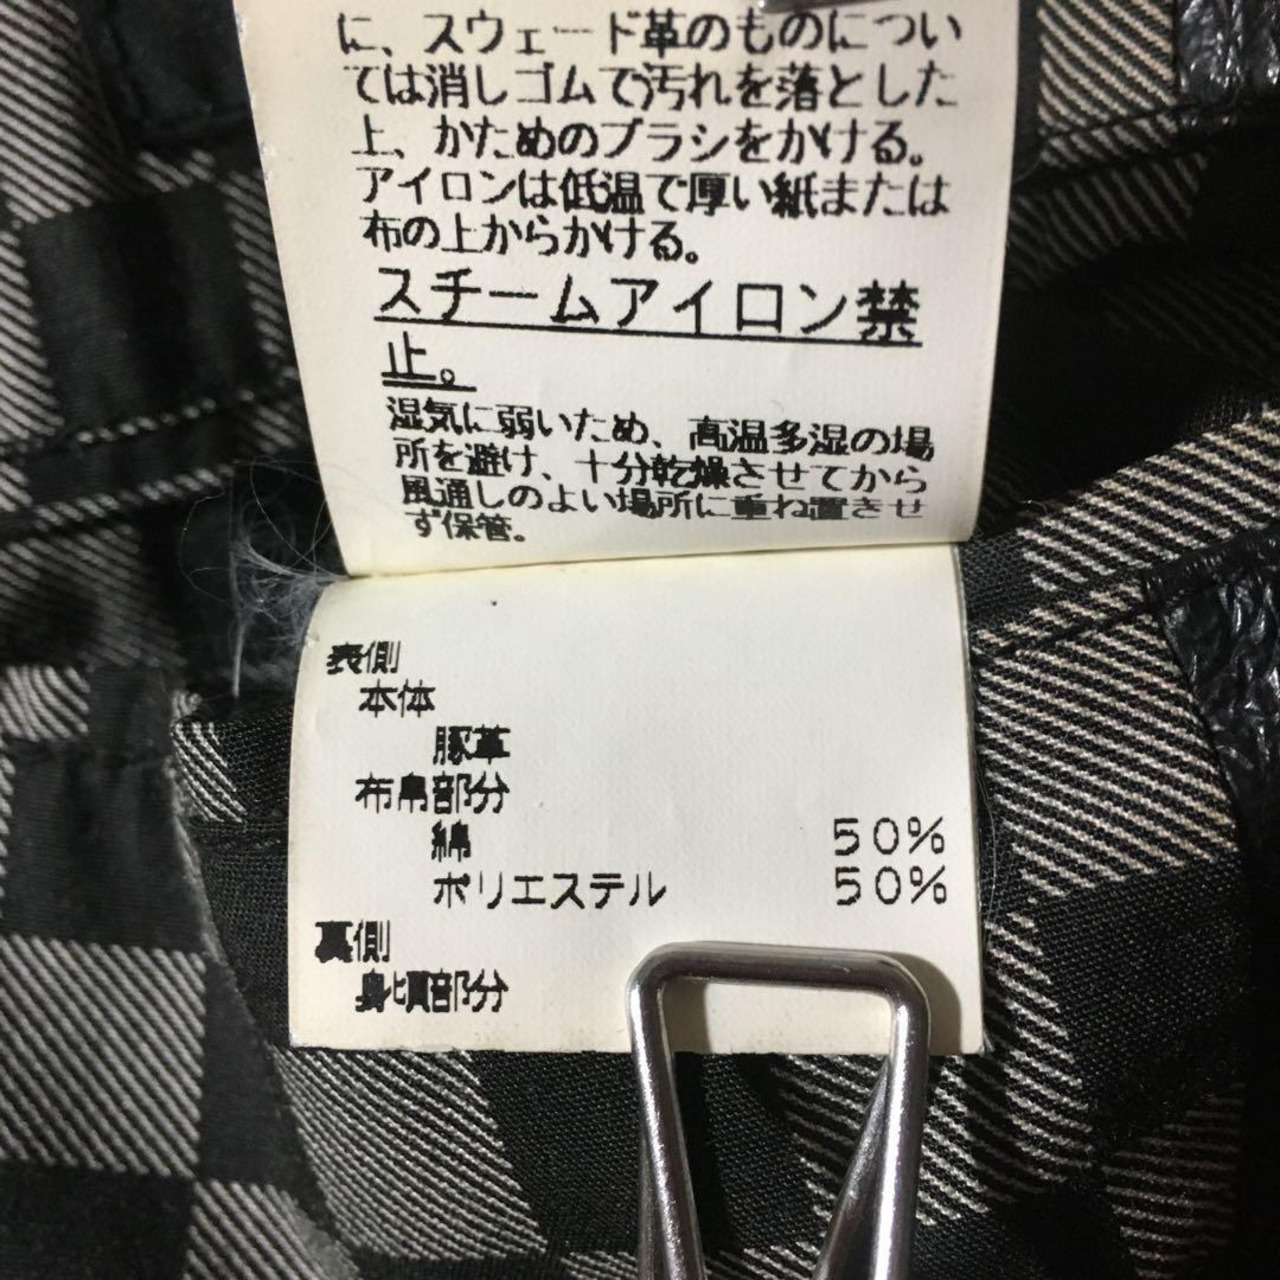 に、スウェード革のものについ
ては消しゴムで汚れを落とした
上、かためのブラシをかける。
アイロンは低温で厚い紙または
布の上からかける。
スチームアイロン禁
止。
湿気に弱いため、高温多湿の場
所を避け、十分乾燥させてから
風通しのよい場所に重ね置きせ
ず保管。
表側
本体
豚革
布帛部分
綿 50%
ポリエステル 50%
裏側
身頃部分